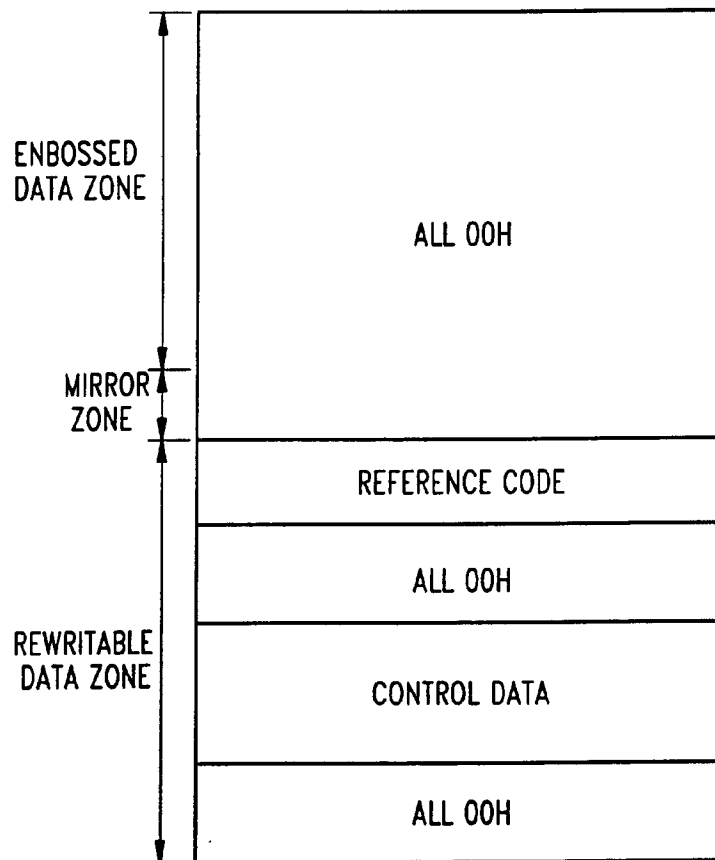 ENBOSSED
DATA ZONE
ALL 00H
MIRROR
ZONE
REFERENCE CODE
ALL 00H
REWRITABLE
DATA ZONE
CONTROL DATA
ALL 00H